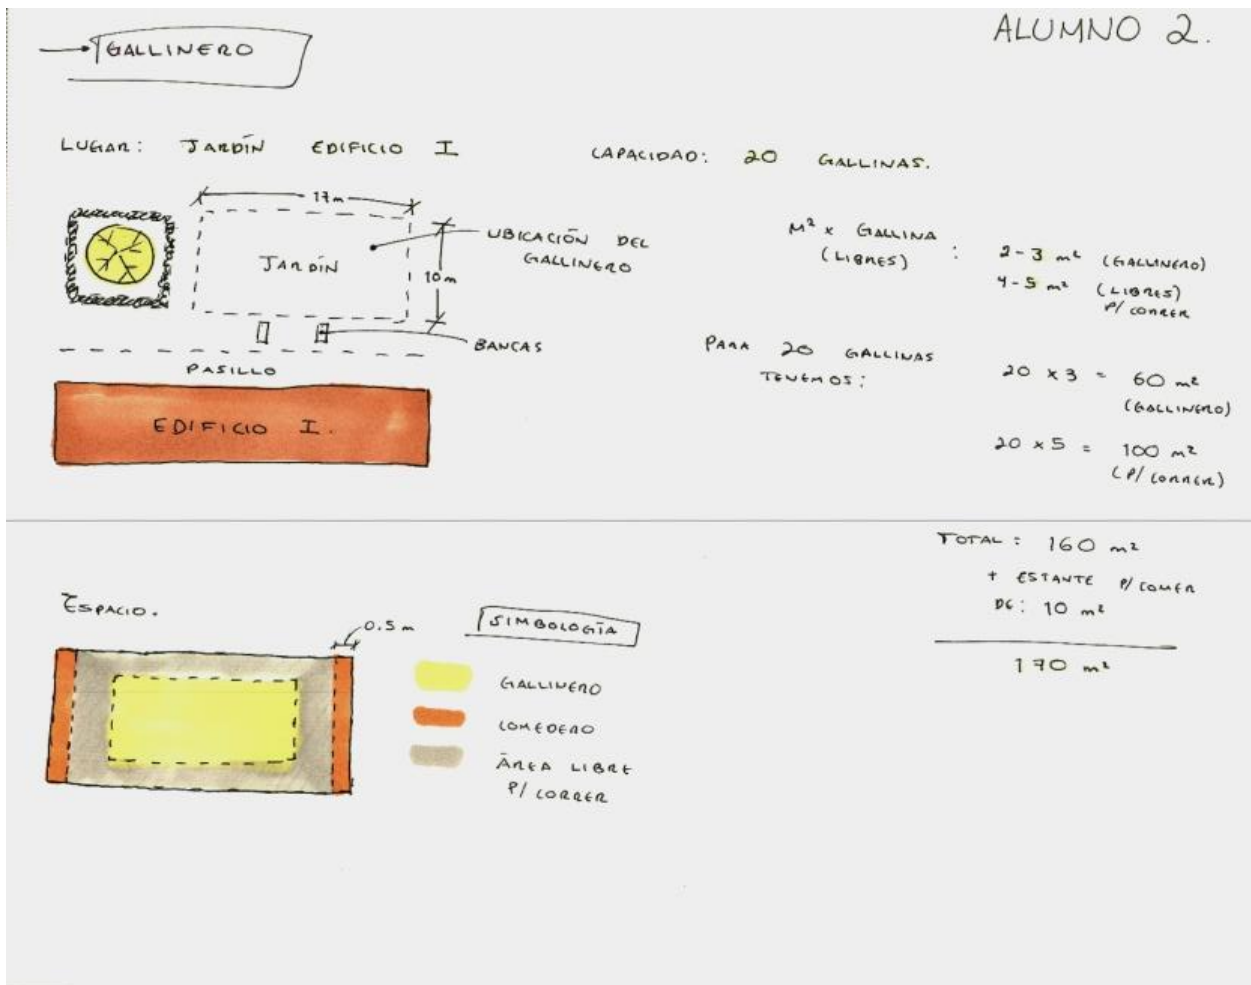 ALUMNO 2.
GALLINERO
LUGAR: JARDÍN EDIFICIO I
CAPACIDAD: 20 GALLINAS.
17m
JARDÍN
10m
UBICACIÓN DEL
GALLINERO
BANCAS
PASILLO
EDIFICIO I.
M² x GALLINA
(LIBRES) :
2-3 m² (GALLINERO)
4-5 m² (LIBRES)
P/ CORRER
PARA 20 GALLINAS
TENEMOS:
20 x 3 = 60 m²
(GALLINERO)
20 x 5 = 100 m²
(P/ CORRER)
TOTAL: 160 m²
+ ESTANTE P/ COMER
DE: 10 m²
170 m²
ESPACIO.
0.5m
SIMBOLOGÍA
GALLINERO
COMEDERO
ÁREA LIBRE
P/ CORRER